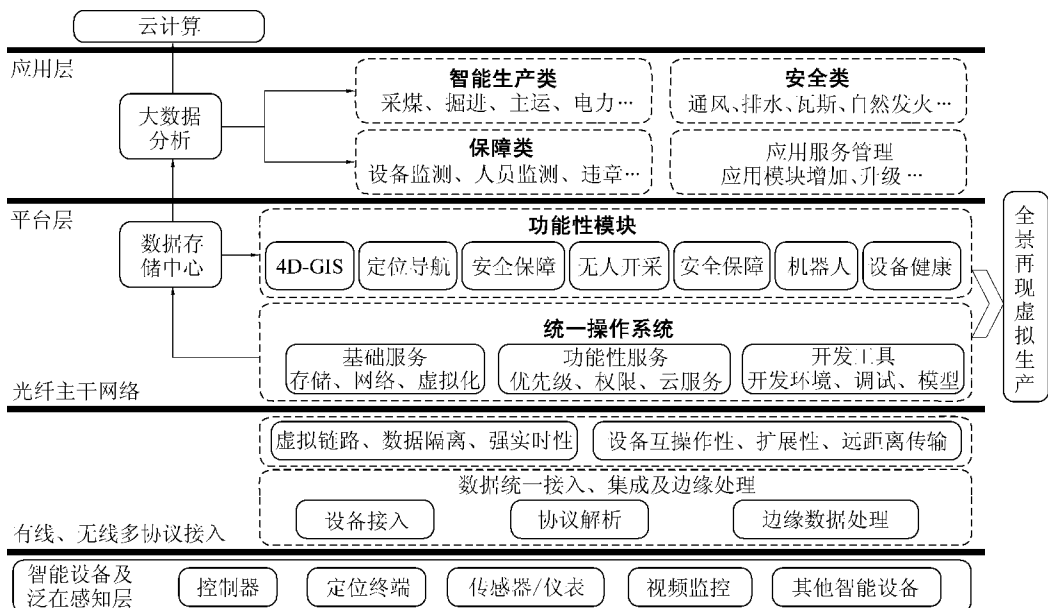 云计算
应用层
大数据
分析
智能生产类
采煤、掘进、主运、电力…
安全类
通风、排水、瓦斯、自然发火…
保障类
设备监测、人员监测、违章…
应用服务管理
应用模块增加、升级…
平台层
数据存
储中心
功能性模块
4D-GIS
定位导航
安全保障
无人开采
安全保障
机器人
设备健康
统一操作系统
基础服务
存储、网络、虚拟化
功能性服务
优先级、权限、云服务
开发工具
开发环境、调试、模型
全景再现虚拟生产
光纤主干网络
虚拟链路、数据隔离、强实时性
设备互操作性、扩展性、远距离传输
数据统一接入、集成及边缘处理
设备接入
协议解析
边缘数据处理
有线、无线多协议接入
智能设备及
泛在感知层
控制器
定位终端
传感器/仪表
视频监控
其他智能设备